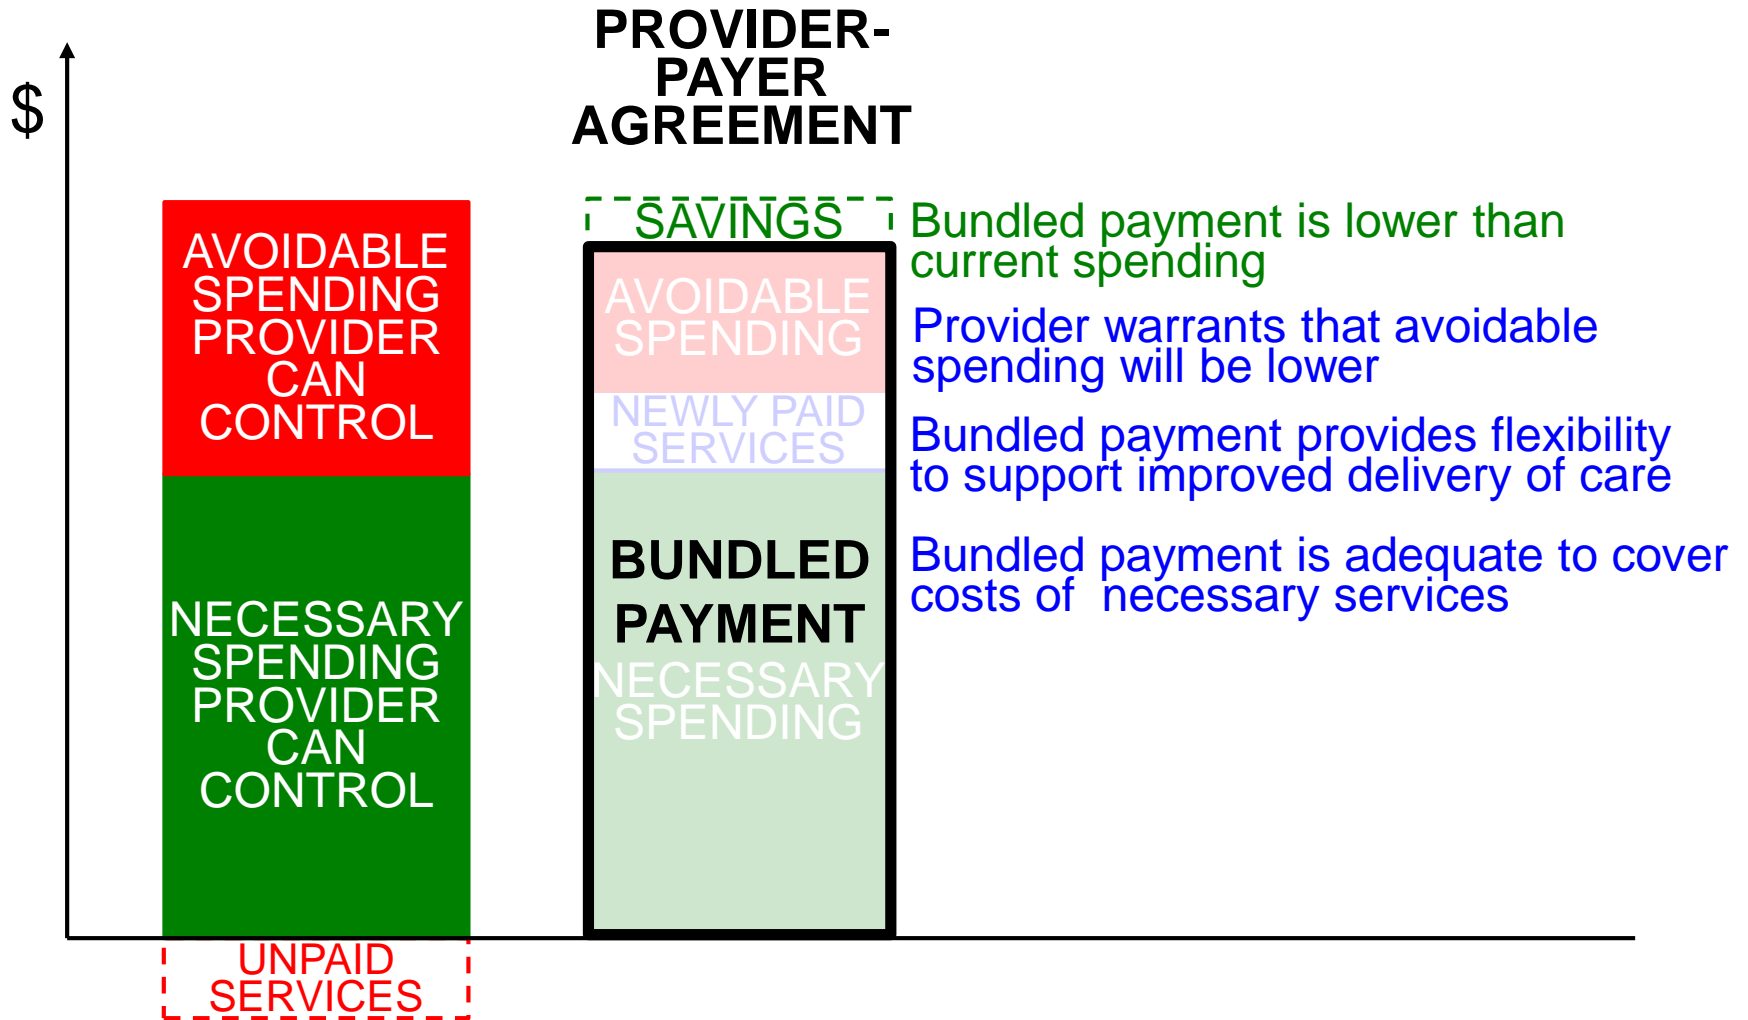 PROVIDER-
PAYER
AGREEMENT
$
AVOIDABLE
SPENDING
PROVIDER
CAN
CONTROL
NECESSARY
SPENDING
PROVIDER
CAN
CONTROL
UNPAID
SERVICES
SAVINGS
AVOIDABLE
SPENDING
NEWLY PAID
SERVICES
BUNDLED
PAYMENT
NECESSARY
SPENDING
Bundled payment is lower than
current spending
Provider warrants that avoidable
spending will be lower
Bundled payment provides flexibility
to support improved delivery of care
Bundled payment is adequate to cover
costs of  necessary services